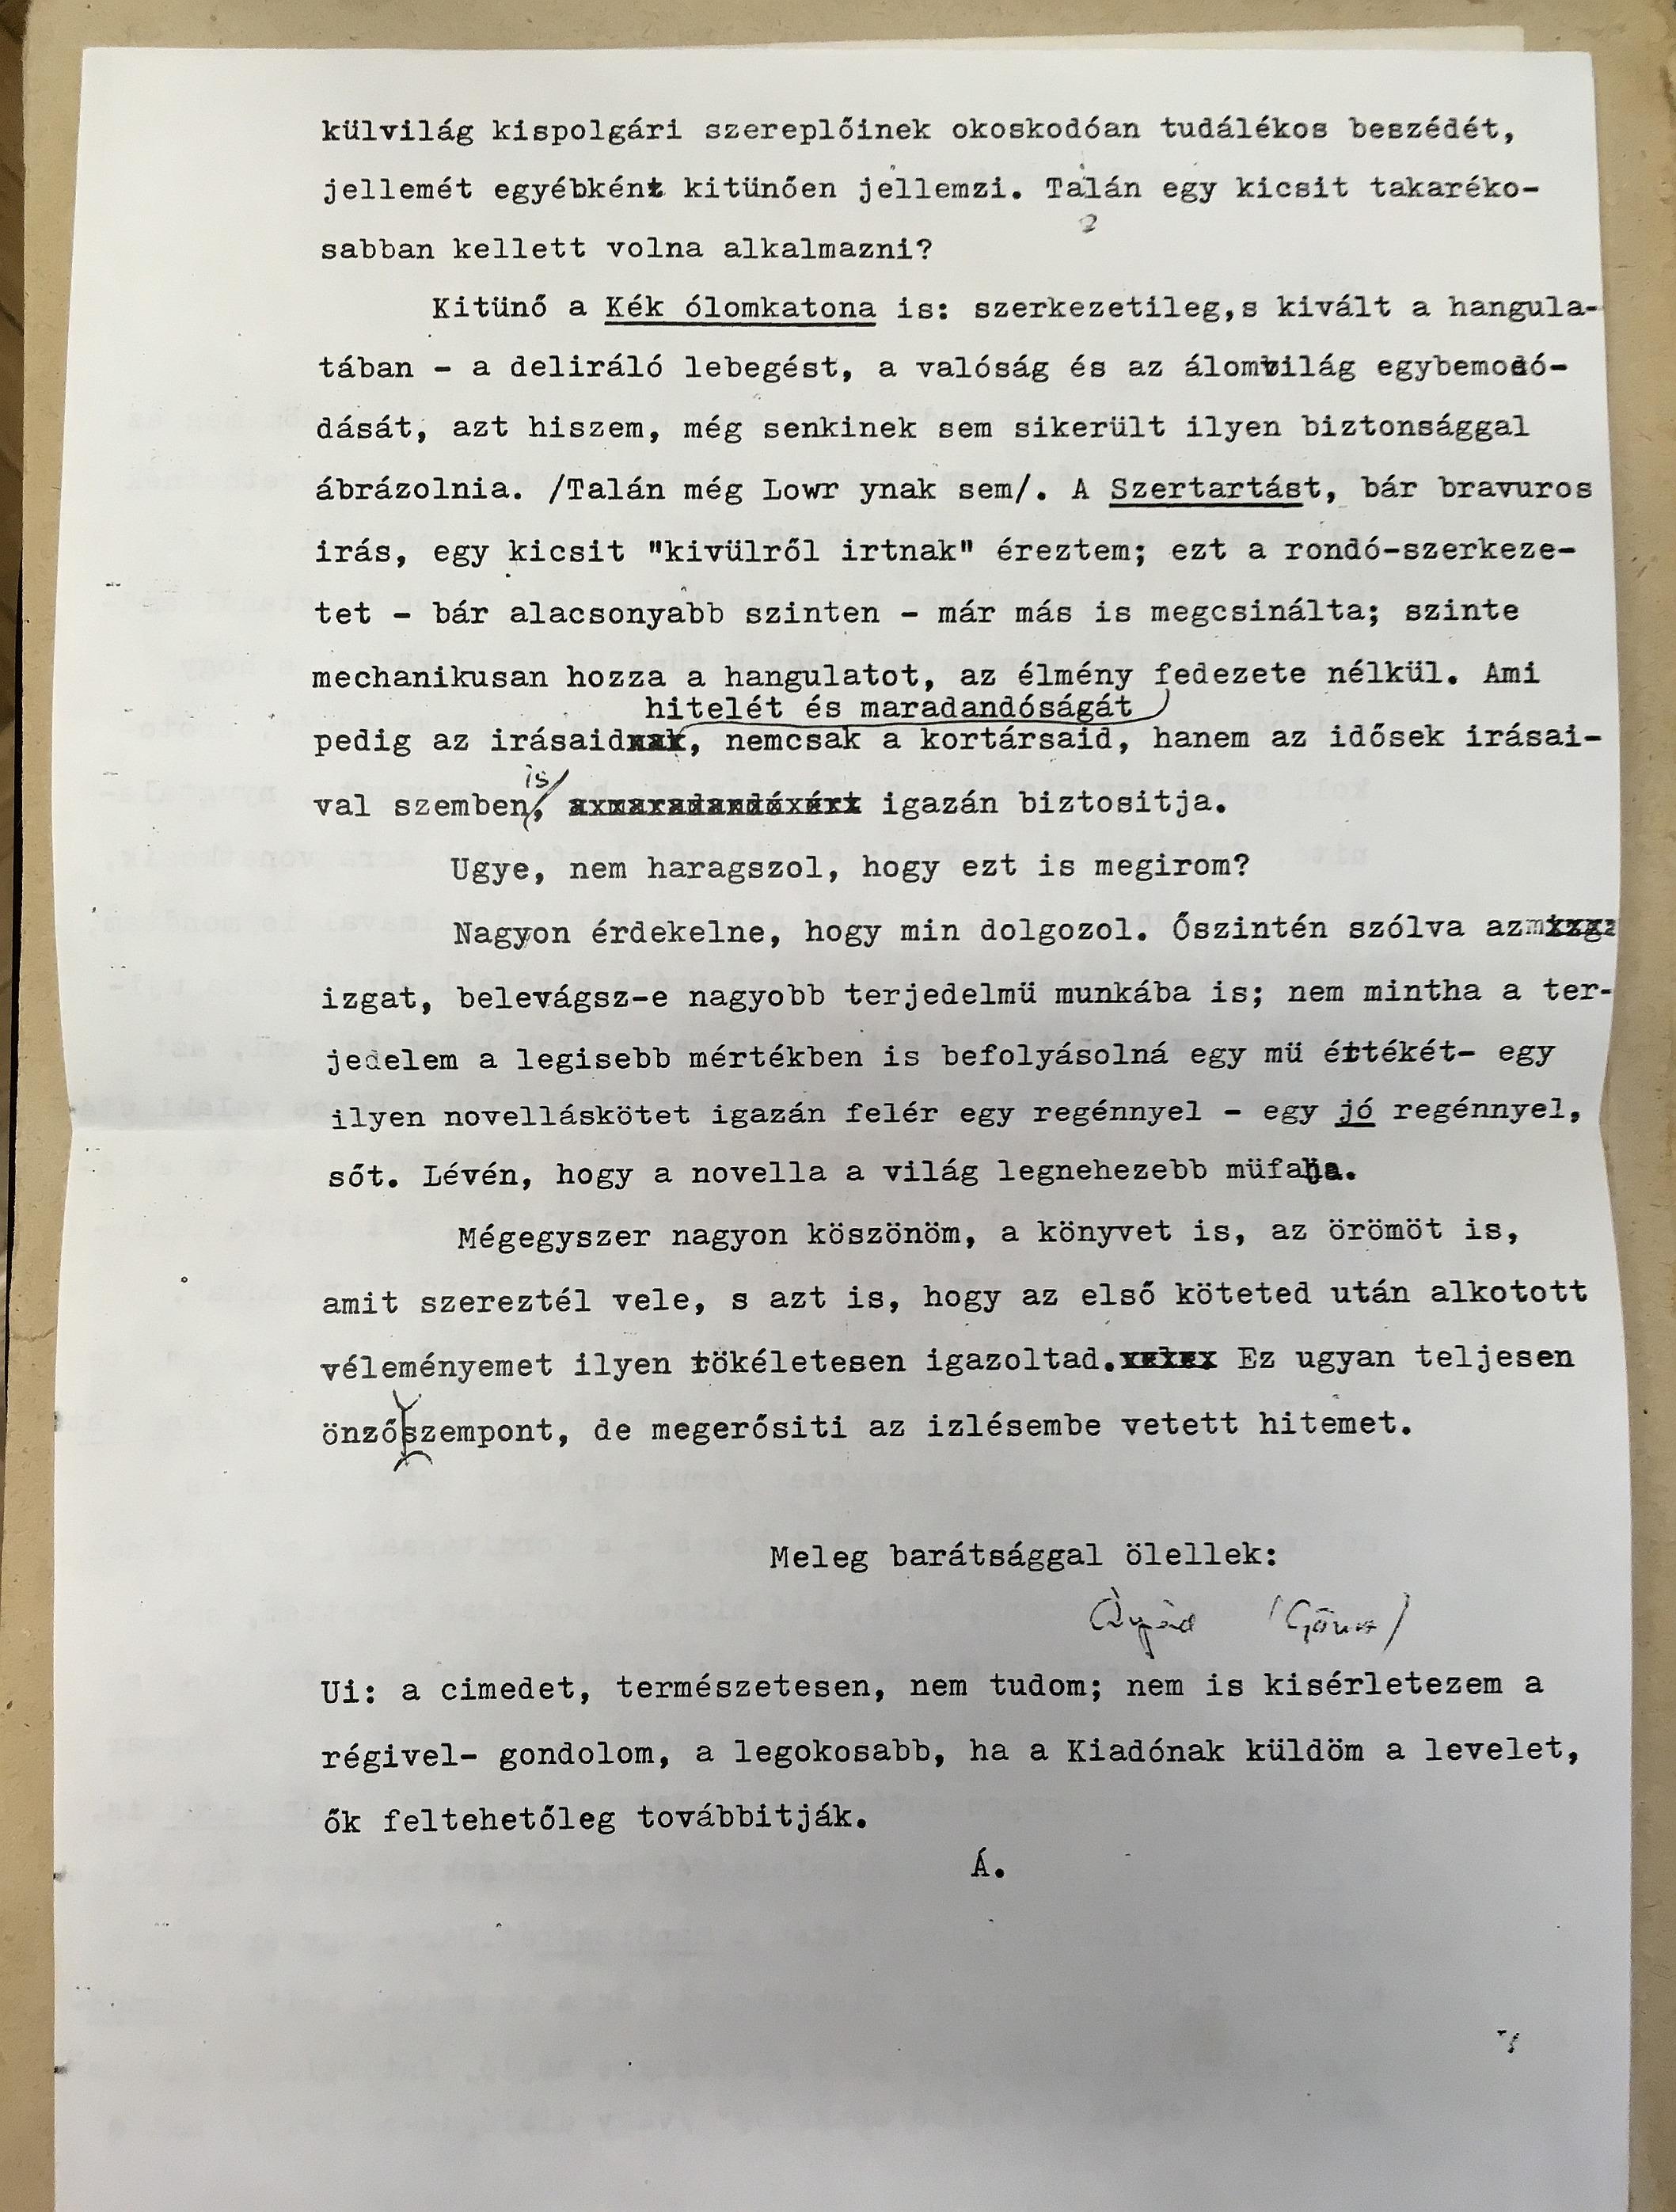 külvilág kispolgári szereplőinek okoskodóan tudálékos beszédét,
jellemét egyébként kitünően jellemzi. Talán egy kicsit takaréko-
sabban kellett volna alkalmazni?
Kitünő a Kék ólomkatona is: szerkezetileg,s kivált a hangula-
tában - a deliráló lebegést, a valóság és az álomvilág egybemosó-
dását, azt hiszem, még senkinek sem sikerült ilyen biztonsággal
ábrázolnia. /Talán még Lowr ynak sem/. A Szertartást, bár bravuros
irás, egy kicsit "kivülről irtnak" éreztem; ezt a rondó-szerkeze-
tet - bár alacsonyabb szinten - már más is megcsinálta; szinte
mechanikusan hozza a hangulatot, az élmény fedezete nélkül. Ami
hitelét és maradandóságát
pedig az irásaid, nemcsak a kortársaid, hanem az idősek irásai-
is
val szemben, igazán biztositja.
Ugye, nem haragszol, hogy ezt is megirom?
Nagyon érdekelne, hogy min dolgozol. Őszintén szólva az
izgat, belevágsz-e nagyobb terjedelmü munkába is; nem mintha a ter-
jedelem a legisebb mértékben is befolyásolná egy mü értékét- egy
ilyen novelláskötet igazán felér egy regénnyel - egy jó regénnyel,
sőt. Lévén, hogy a novella a világ legnehezebb müfaja.
Mégegyszer nagyon köszönöm, a könyvet is, az örömöt is,
amit szereztél vele, s azt is, hogy az első köteted után alkotott
véleményemet ilyen tökéletesen igazoltad. Ez ugyan teljesen
önző szempont, de megerősiti az izlésembe vetett hitemet.
Meleg barátsággal ölellek:
Árpád /Göncz/
Ui: a cimedet, természetesen, nem tudom; nem is kisérletezem a
régivel- gondolom, a legokosabb, ha a Kiadónak küldöm a levelet,
ők feltehetőleg továbbitják.
Á.